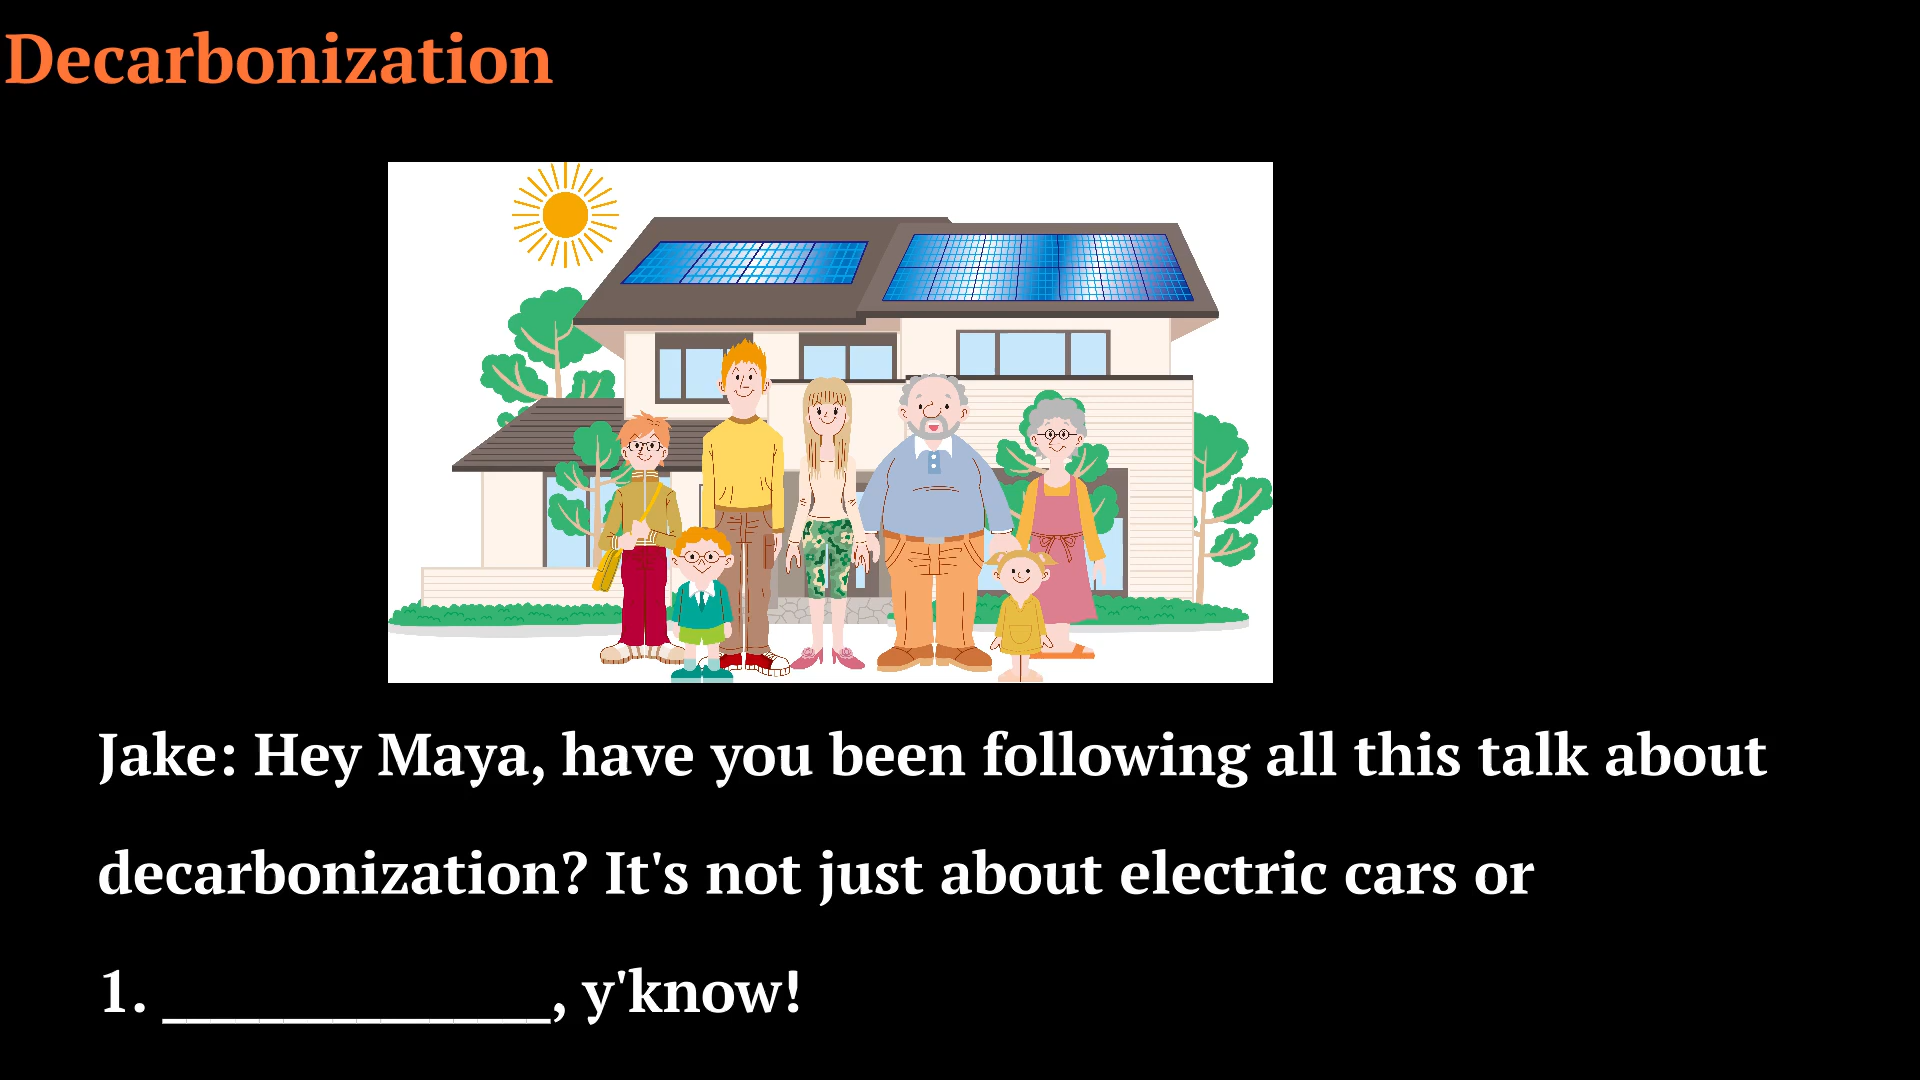 Decarbonization
Jake: Hey Maya, have you been following all this talk about
decarbonization? It's not just about electric cars or
1. ______________, y'know!